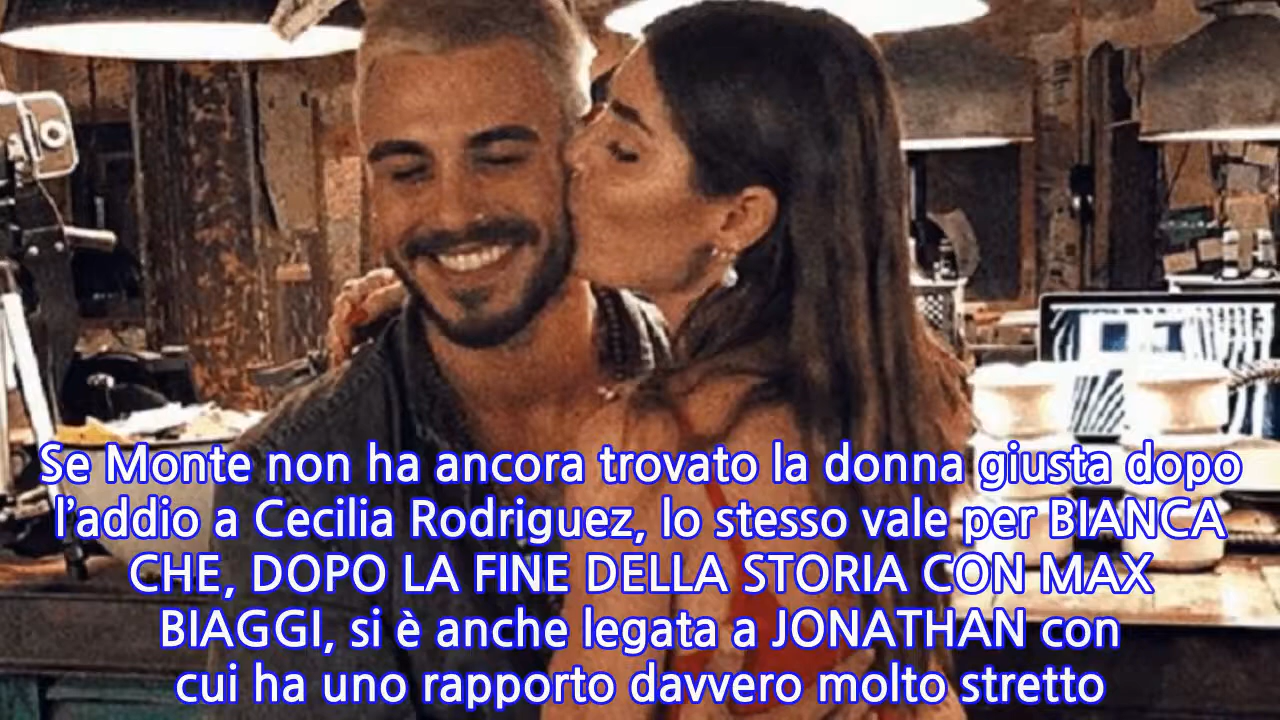 Se Monte non ha ancora trovato la donna giusta dopo
l’addio a Cecilia Rodriguez, lo stesso vale per BIANCA
CHE, DOPO LA FINE DELLA STORIA CON MAX
BIAGGI, si è anche legata a JONATHAN con
cui ha uno rapporto davvero molto stretto